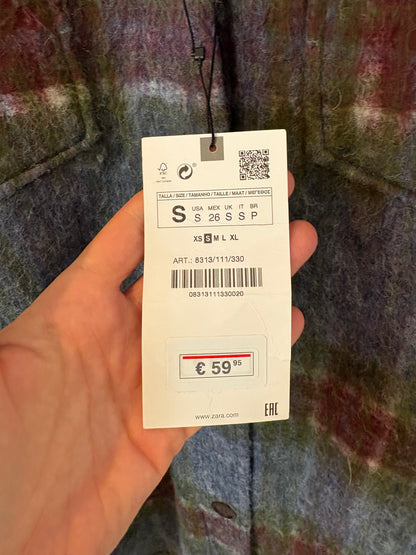 FSC
TALLA / SIZE / TAMANHO / TAILLE / MAAT / ΜΕΓΕΘΟΣ
S USA MEX UK IT BR
S 26 S S P
XS S M L XL
ART.: 8313/111/330
08313111330020
€ 59 95
www.zara.com
EAC